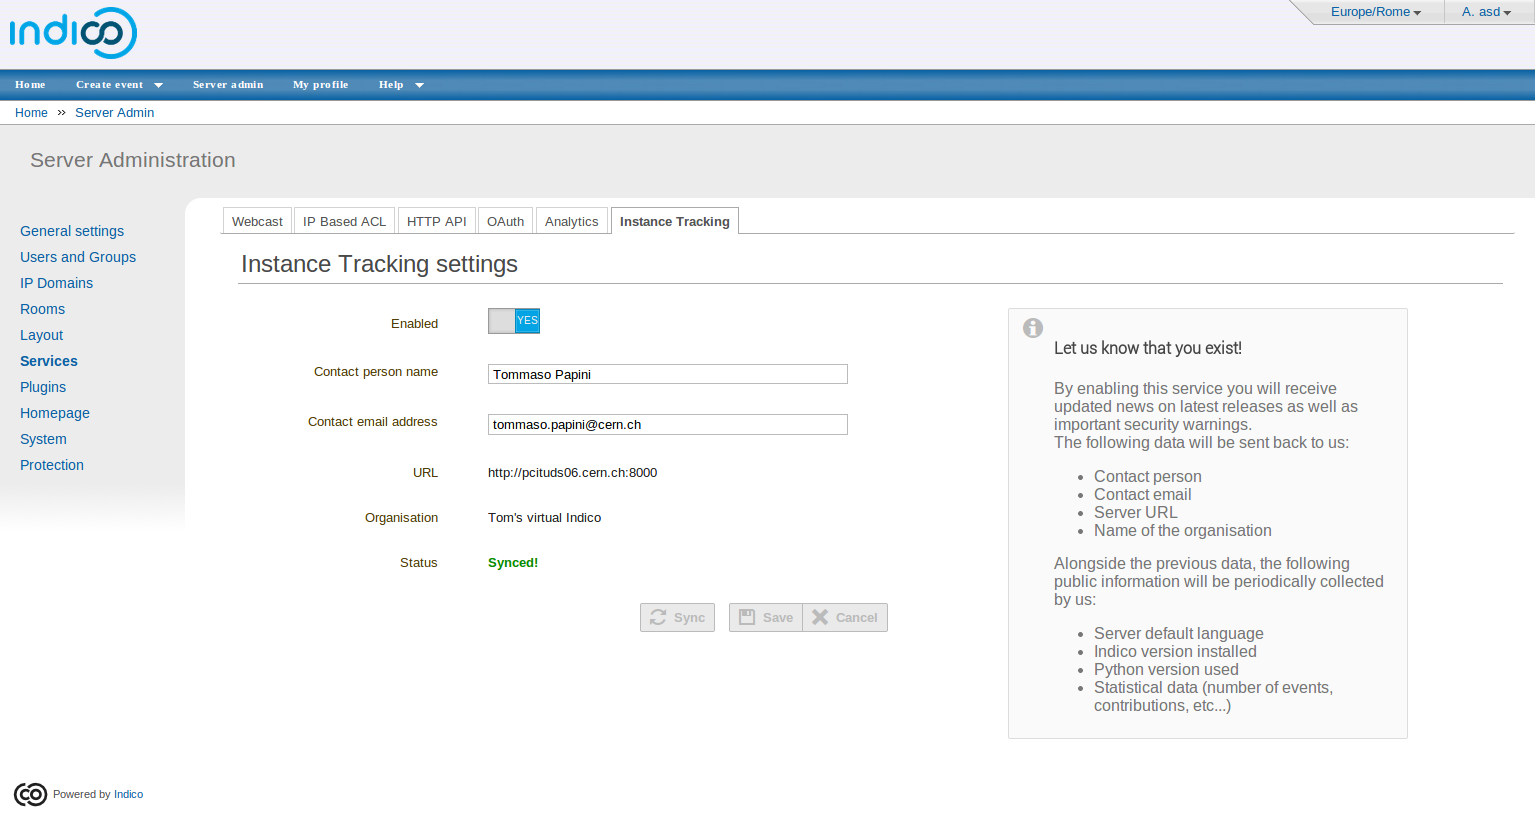 indico
Europe/Rome
A. asd
Home Create event Server admin My profile Help
Home » Server Admin
Server Administration
General settings
Users and Groups
IP Domains
Rooms
Layout
Services
Plugins
Homepage
System
Protection
Webcast IP Based ACL HTTP API OAuth Analytics Instance Tracking
Instance Tracking settings
Enabled YES
Contact person name Tommaso Papini
Contact email address tommaso.papini@cern.ch
URL http://pcituds06.cern.ch:8000
Organisation Tom's virtual Indico
Status Synced!
Sync Save Cancel
Let us know that you exist!
By enabling this service you will receive
updated news on latest releases as well as
important security warnings.
The following data will be sent back to us:
• Contact person
• Contact email
• Server URL
• Name of the organisation
Alongside the previous data, the following
public information will be periodically collected
by us:
• Server default language
• Indico version installed
• Python version used
• Statistical data (number of events,
contributions, etc...)
Powered by Indico